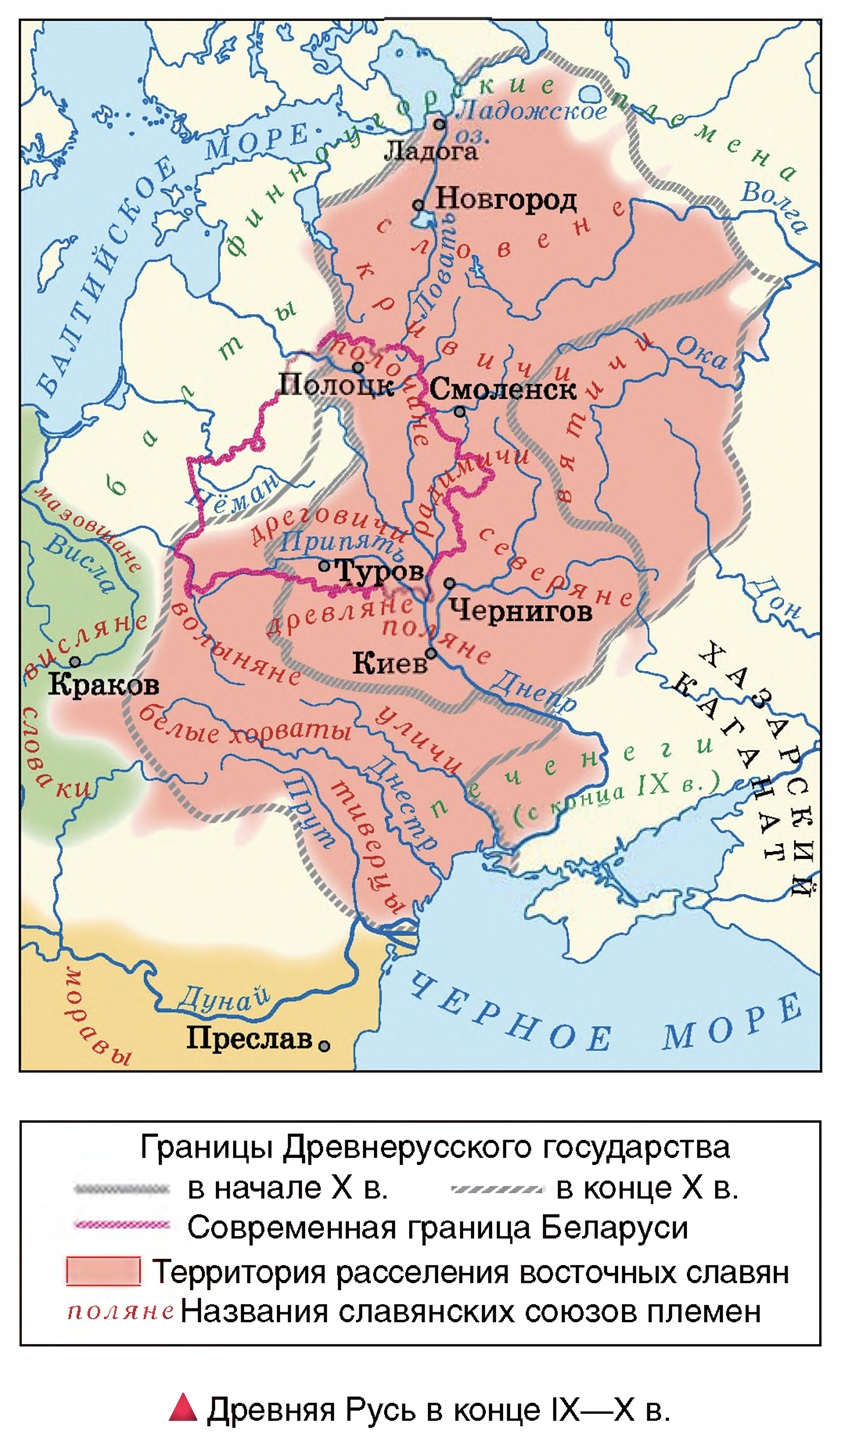 финно-угорские племена
Ладожское
оз.
Ладога
БАЛТИЙСКОЕ МОРЕ
Новгород
Волга
словене
Ловать
кривичи
балты
полочане
Полоцк
Смоленск
вятичи
Ока
радимичи
Нёман
мазовшане
Висла
дреговичи
Припять
Туров
северяне
Чернигов
Дон
висляне
Краков
древляне
поляне
Киев
волыняне
Днепр
ХАЗАРСКИЙ
КАГАНАТ
словаки
белые хорваты
уличи
печенеги
(с конца IX в.)
Днестр
Прут
тиверцы
Дунай
моравы
Преслав
ЧЕРНОЕ МОРЕ
Границы Древнерусского государства
в начале X в. в конце X в.
Современная граница Беларуси
Территория расселения восточных славян
поляне Названия славянских союзов племен
Древняя Русь в конце IX—X в.